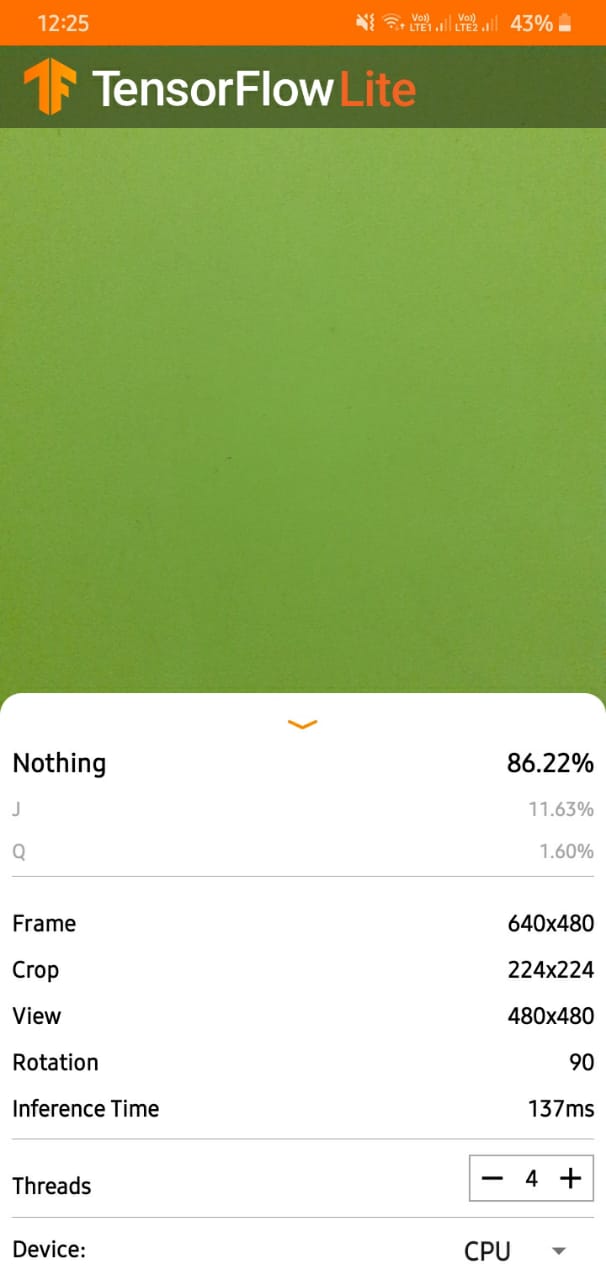 12:25 Vo)) LTE1 Vo)) LTE2 43%
TensorFlow Lite
Nothing 86.22%
J 11.63%
Q 1.60%
Frame 640x480
Crop 224x224
View 480x480
Rotation 90
Inference Time 137ms
Threads − 4 +
Device: CPU